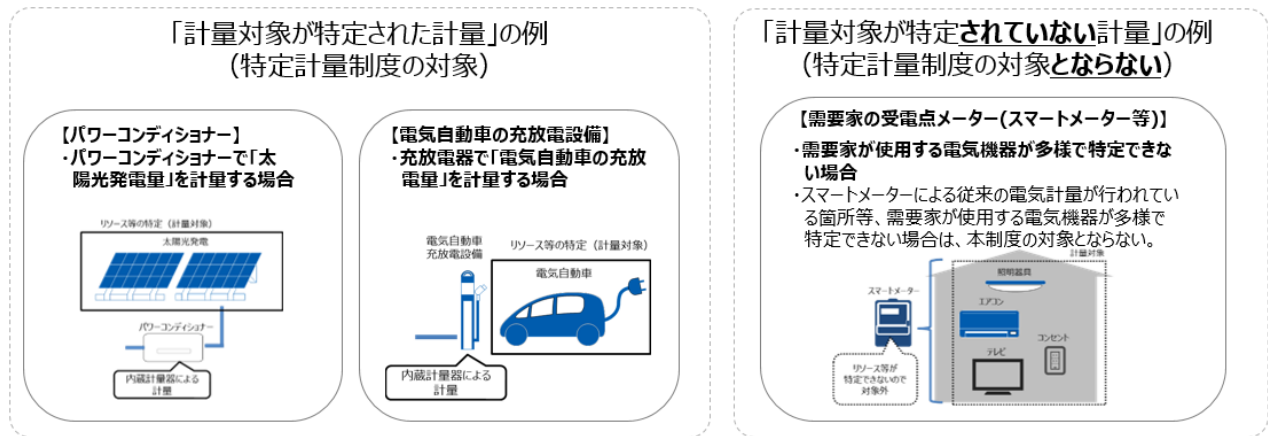 「計量対象が特定された計量」の例
（特定計量制度の対象）
【パワーコンディショナー】
・パワーコンディショナーで「太
陽光発電量」を計量する場合
リソース等の特定（計量対象）
太陽光発電
パワーコンディショナー
内蔵計量器による
計量
【電気自動車の充放電設備】
・充放電器で「電気自動車の充放
電量」を計量する場合
電気自動車
充放電設備
リソース等の特定（計量対象）
電気自動車
内蔵計量器による
計量
「計量対象が特定されていない計量」の例
（特定計量制度の対象とならない）
【需要家の受電点メーター(スマートメーター等)】
・需要家が使用する電気機器が多様で特定できな
い場合
・スマートメーターによる従来の電気計量が行われてい
る箇所等、需要家が使用する電気機器が多様で
特定できない場合は、本制度の対象とならない。
計量対象
照明器具
スマートメーター
エアコン
コンセント
テレビ
リソース等が
特定できないので
対象外